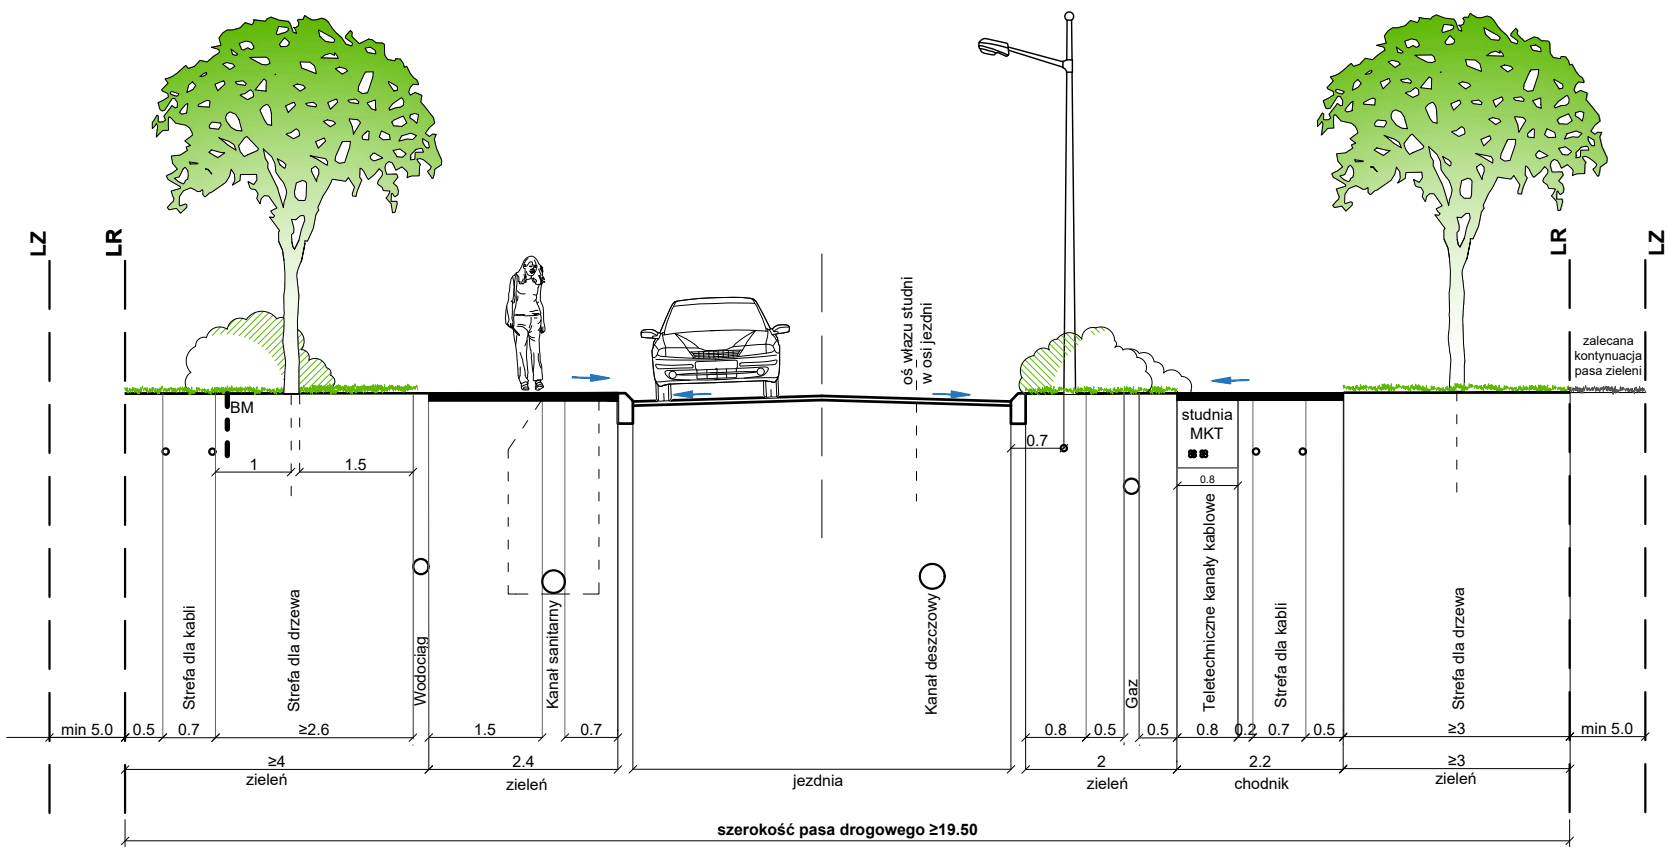 LZ
LR
LR
LZ
oś włazu studni
w osi jezdni
zalecana
kontynuacja
pasa zieleni
BM
studnia
MKT
0.7
1
1.5
0.8
Strefa dla kabli
Strefa dla drzewa
Wodociąg
Kanał sanitarny
Kanał deszczowy
Gaz
Teletechniczne kanały kablowe
Strefa dla kabli
Strefa dla drzewa
min 5.0
0.5
0.7
≥2.6
1.5
0.7
0.8
0.5
0.5
0.8
0.2
0.7
0.5
≥3
min 5.0
≥4
2.4
2
2.2
≥3
zieleń
zieleń
jezdnia
zieleń
chodnik
zieleń
szerokość pasa drogowego ≥19.50